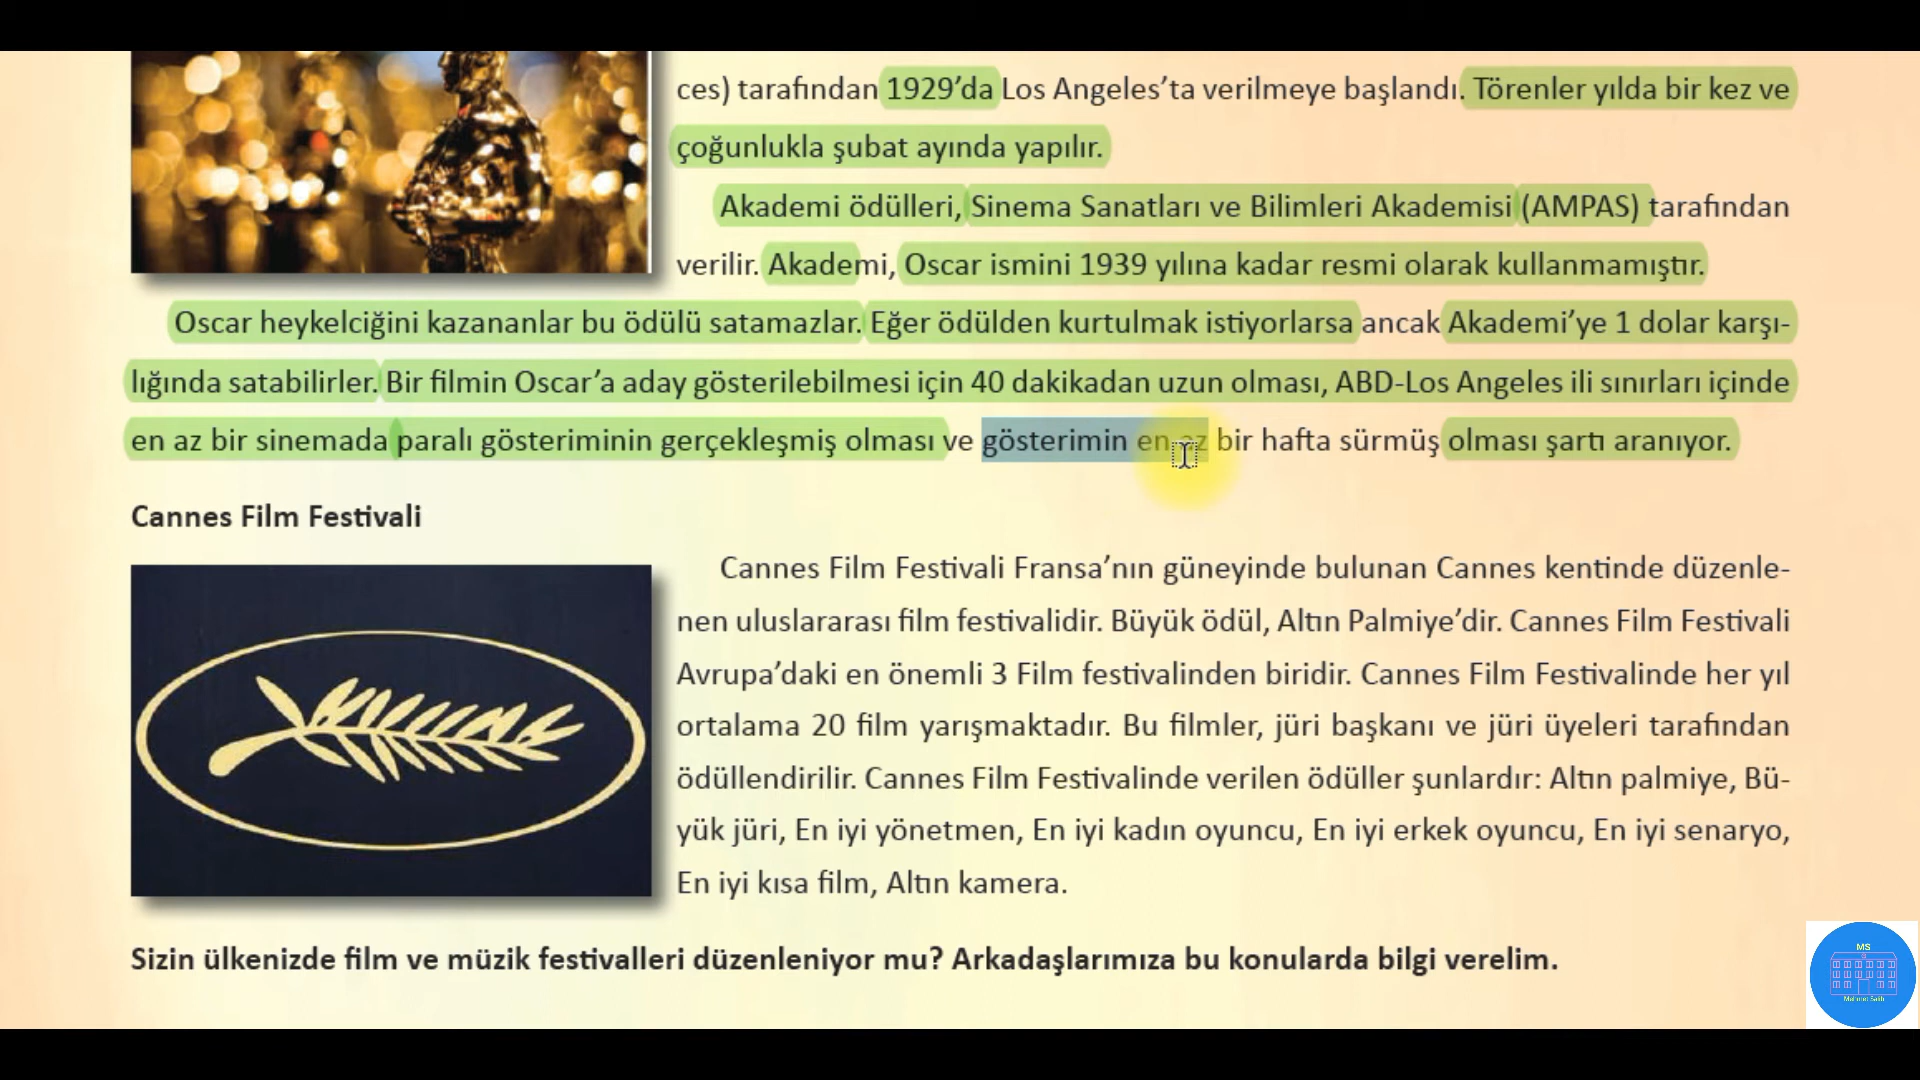 ces) tarafından 1929’da Los Angeles’ta verilmeye başlandı. Törenler yılda bir kez ve
çoğunlukla şubat ayında yapılır.
Akademi ödülleri, Sinema Sanatları ve Bilimleri Akademisi (AMPAS) tarafından
verilir. Akademi, Oscar ismini 1939 yılına kadar resmi olarak kullanmamıştır.
Oscar heykelciğini kazananlar bu ödülü satamazlar. Eğer ödülden kurtulmak istiyorlarsa ancak Akademi’ye 1 dolar karşı-
lığında satabilirler. Bir filmin Oscar’a aday gösterilebilmesi için 40 dakikadan uzun olması, ABD-Los Angeles ili sınırları içinde
en az bir sinemada paralı gösteriminin gerçekleşmiş olması ve gösterimin en az bir hafta sürmüş olması şartı aranıyor.
Cannes Film Festivali
Cannes Film Festivali Fransa’nın güneyinde bulunan Cannes kentinde düzenle-
nen uluslararası film festivalidir. Büyük ödül, Altın Palmiye’dir. Cannes Film Festivali
Avrupa’daki en önemli 3 Film festivalinden biridir. Cannes Film Festivalinde her yıl
ortalama 20 film yarışmaktadır. Bu filmler, jüri başkanı ve jüri üyeleri tarafından
ödüllendirilir. Cannes Film Festivalinde verilen ödüller şunlardır: Altın palmiye, Bü-
yük jüri, En iyi yönetmen, En iyi kadın oyuncu, En iyi erkek oyuncu, En iyi senaryo,
En iyi kısa film, Altın kamera.
Sizin ülkenizde film ve müzik festivalleri düzenleniyor mu? Arkadaşlarımıza bu konularda bilgi verelim.
MS
Mehmet Salih